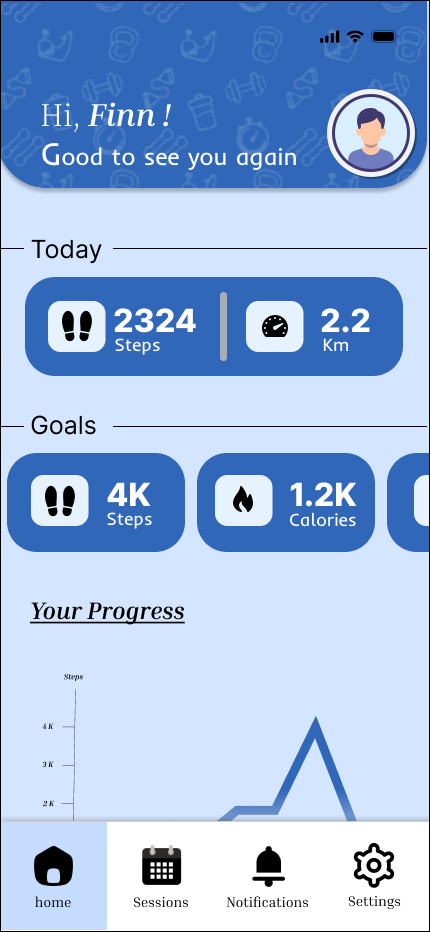 Hi, Finn !
Good to see you again
Today
2324
Steps
2.2
Km
Goals
4K
Steps
1.2K
Calories
Your Progress
Steps
4 K
3 K
2 K
home
Sessions
Notifications
Settings